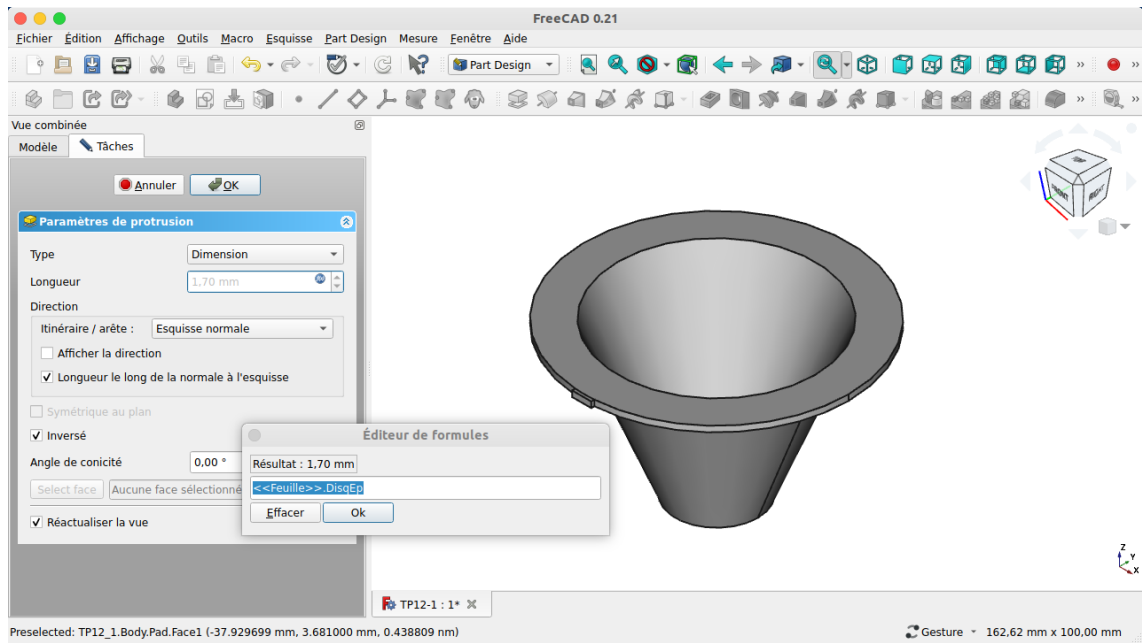 FreeCAD 0.21
Fichier Édition Affichage Outils Macro Esquisse Part Design Mesure Fenêtre Aide
Part Design
Vue combinée
Modèle Tâches
Annuler OK
Paramètres de protrusion
Type Dimension
Longueur 1,70 mm
Direction
Itinéraire / arête : Esquisse normale
Afficher la direction
Longueur le long de la normale à l'esquisse
Symétrique au plan
Inversé
Angle de conicité 0,00 °
Select face Aucune face sélectionné
Réactualiser la vue
Éditeur de formules
Résultat : 1,70 mm
<<Feuille>>.DisqEp
Effacer Ok
TOP
FRONT
RIGHT
Z
Y
X
TP12-1 : 1*
Preselected: TP12_1.Body.Pad.Face1 (-37.929699 mm, 3.681000 mm, 0.438809 nm)
Gesture 162,62 mm x 100,00 mm